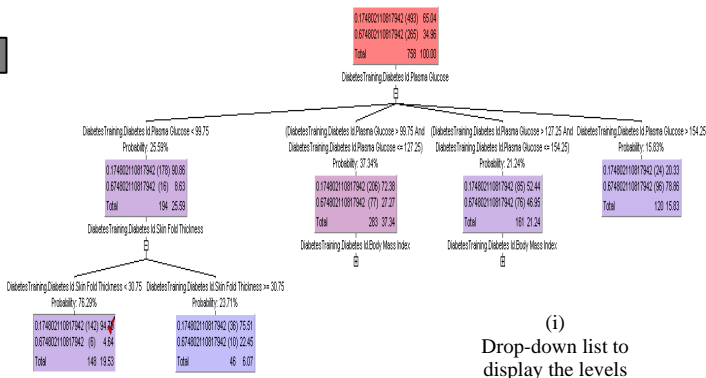 0.174802110817942 (493) 65.04
0.674802110817942 (265) 34.96
Total 758 100.00
DiabetesTraining.Diabetes Id.Plasma Glucose
DiabetesTraining.Diabetes Id.Plasma Glucose < 99.75
Probability: 25.59%
0.174802110817942 (178) 90.86
0.674802110817942 (16) 8.63
Total 194 25.59
DiabetesTraining.Diabetes Id.Skin Fold Thickness
(DiabetesTraining.Diabetes Id.Plasma Glucose > 99.75 And
DiabetesTraining.Diabetes Id.Plasma Glucose <= 127.25)
Probability: 37.34%
0.174802110817942 (206) 72.38
0.674802110817942 (77) 27.27
Total 283 37.34
DiabetesTraining.Diabetes Id.Body Mass Index
(DiabetesTraining.Diabetes Id.Plasma Glucose > 127.25 And
DiabetesTraining.Diabetes Id.Plasma Glucose <= 154.25)
Probability: 21.24%
0.174802110817942 (85) 52.44
0.674802110817942 (76) 46.95
Total 161 21.24
DiabetesTraining.Diabetes Id.Body Mass Index
DiabetesTraining.Diabetes Id.Plasma Glucose > 154.25
Probability: 15.83%
0.174802110817942 (24) 20.33
0.674802110817942 (96) 78.86
Total 120 15.83
DiabetesTraining.Diabetes Id.Skin Fold Thickness < 30.75
Probability: 76.29%
0.174802110817942 (142)
0.674802110817942 (6) 4.64
Total 148 19.53
DiabetesTraining.Diabetes Id.Skin Fold Thickness >= 30.75
Probability: 23.71%
0.174802110817942 (36) 75.51
0.674802110817942 (10) 22.45
Total 46 6.07
(i)
Drop-down list to
display the levels